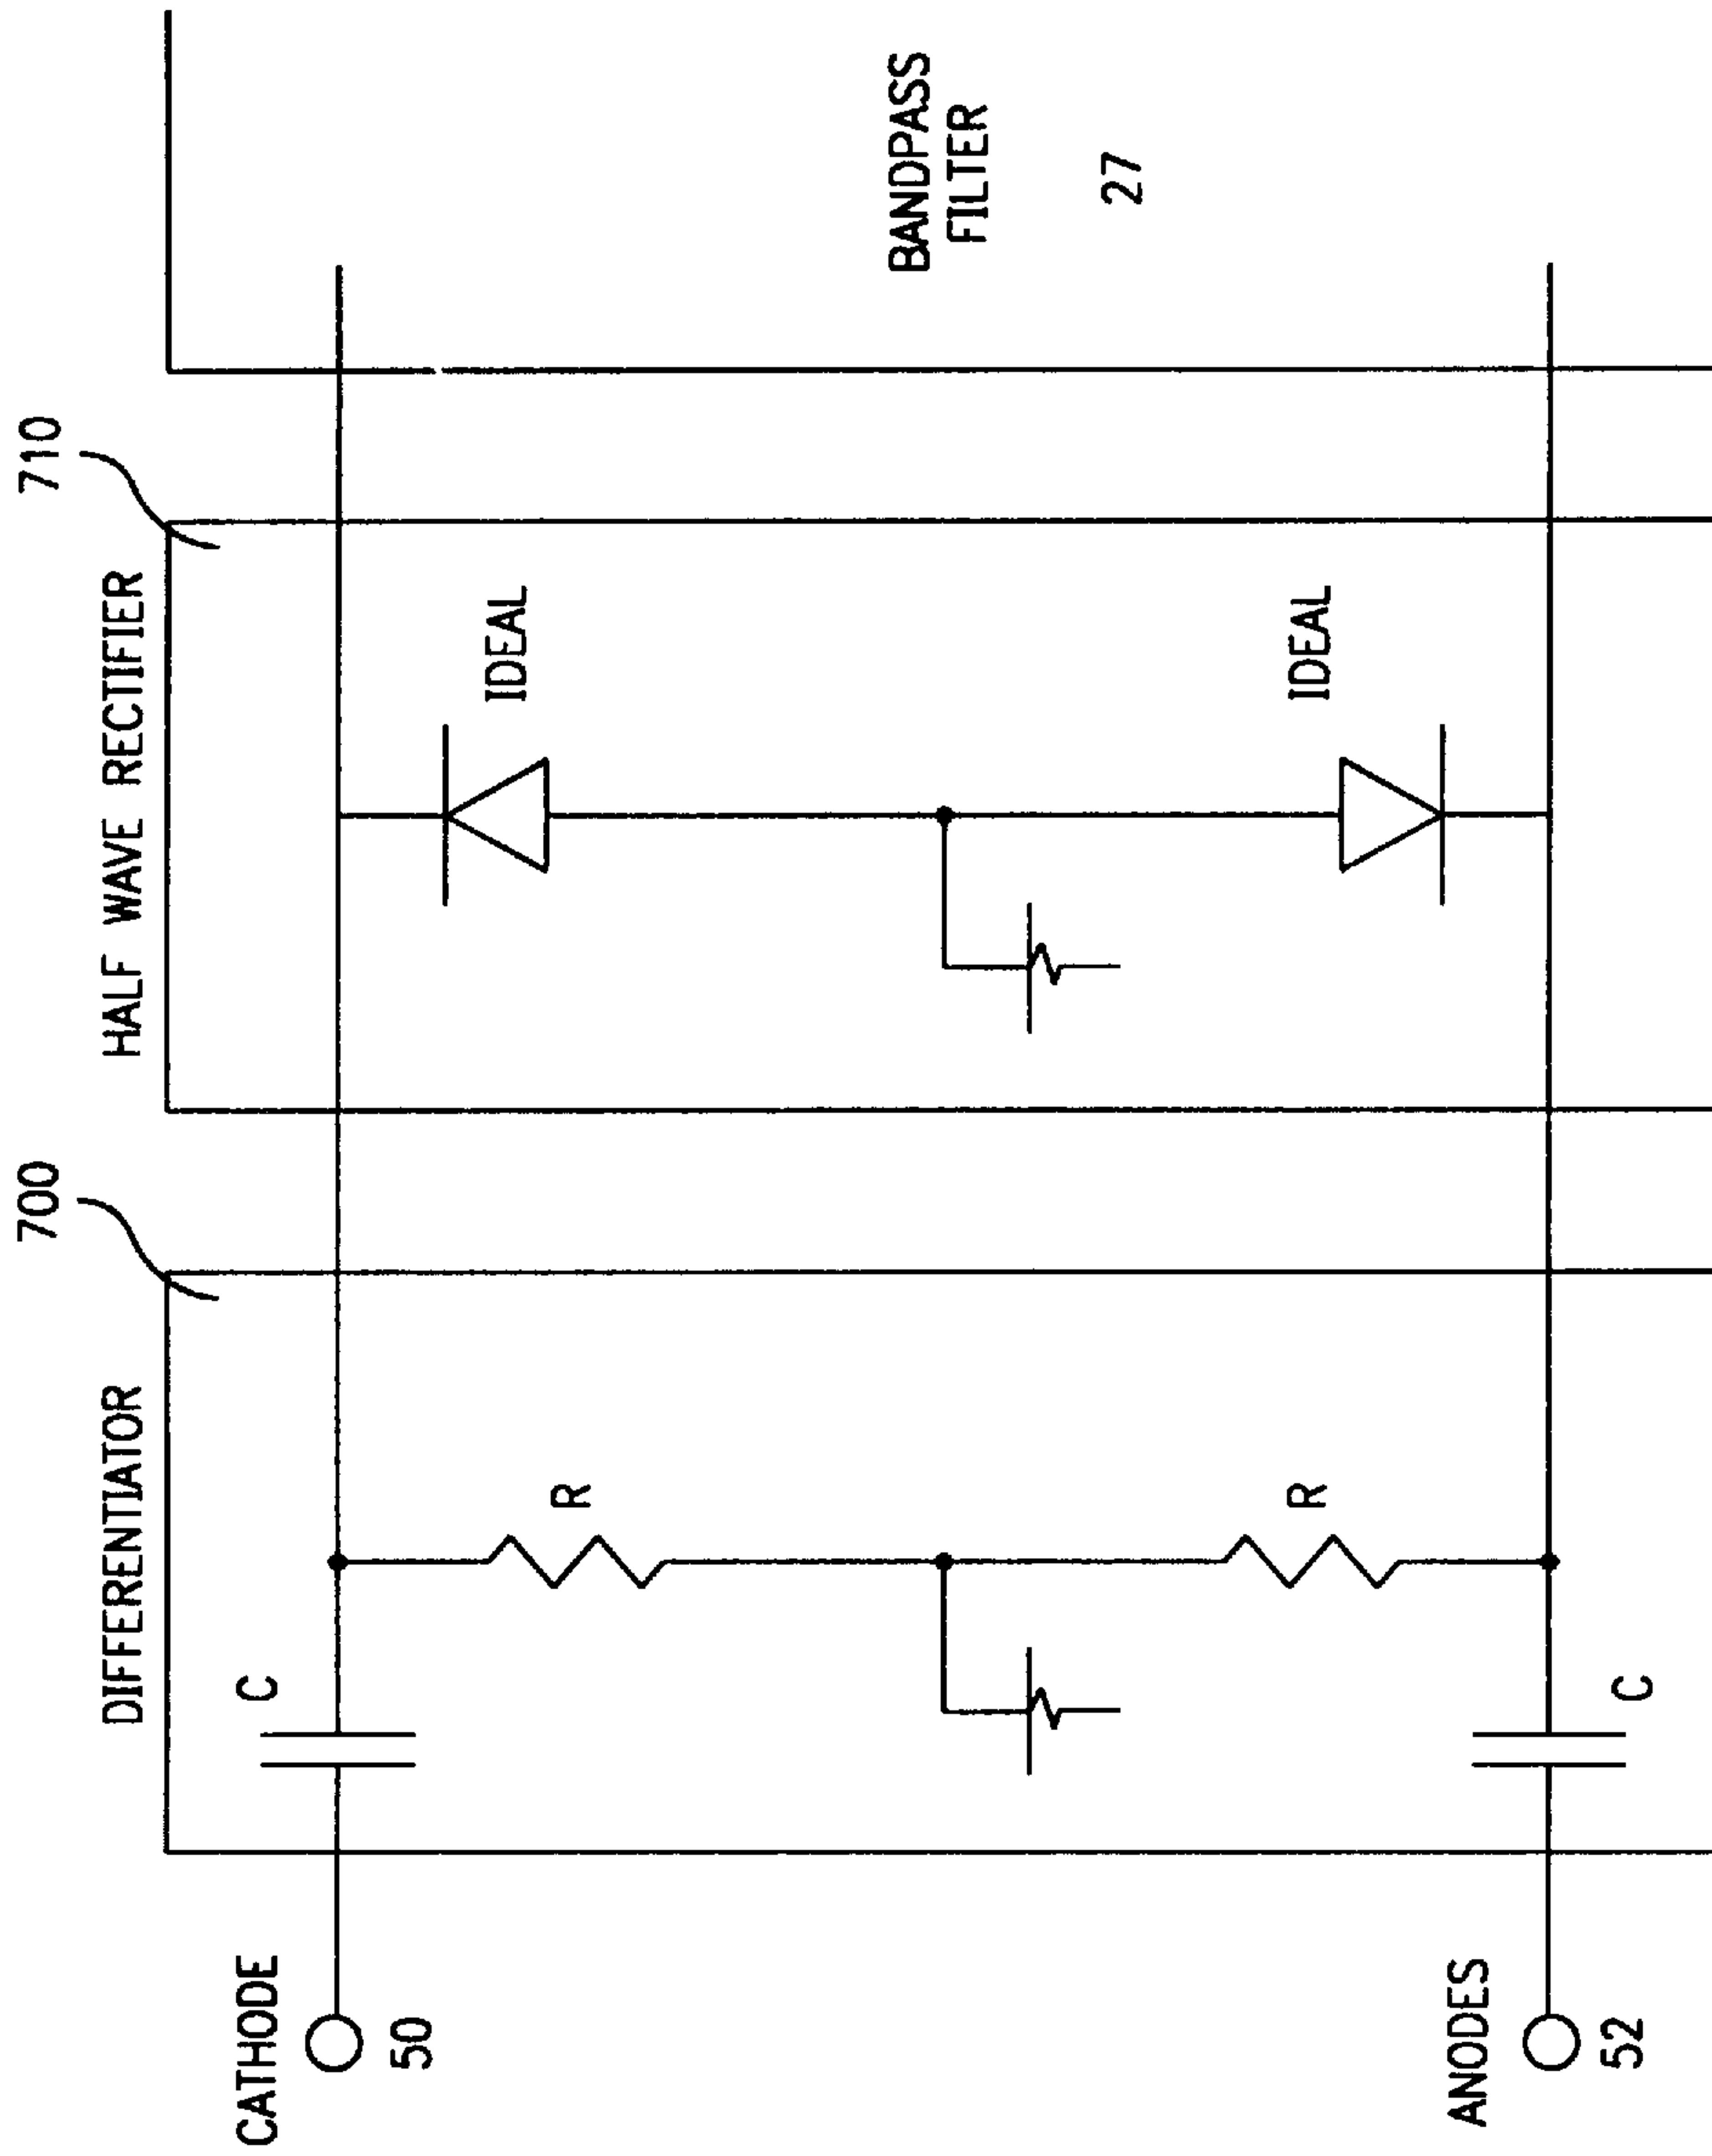 700
710
DIFFERENTIATOR
HALF WAVE RECTIFIER
CATHODE
50
C
R
IDEAL
BANDPASS
FILTER
27
R
IDEAL
ANODES
52
C